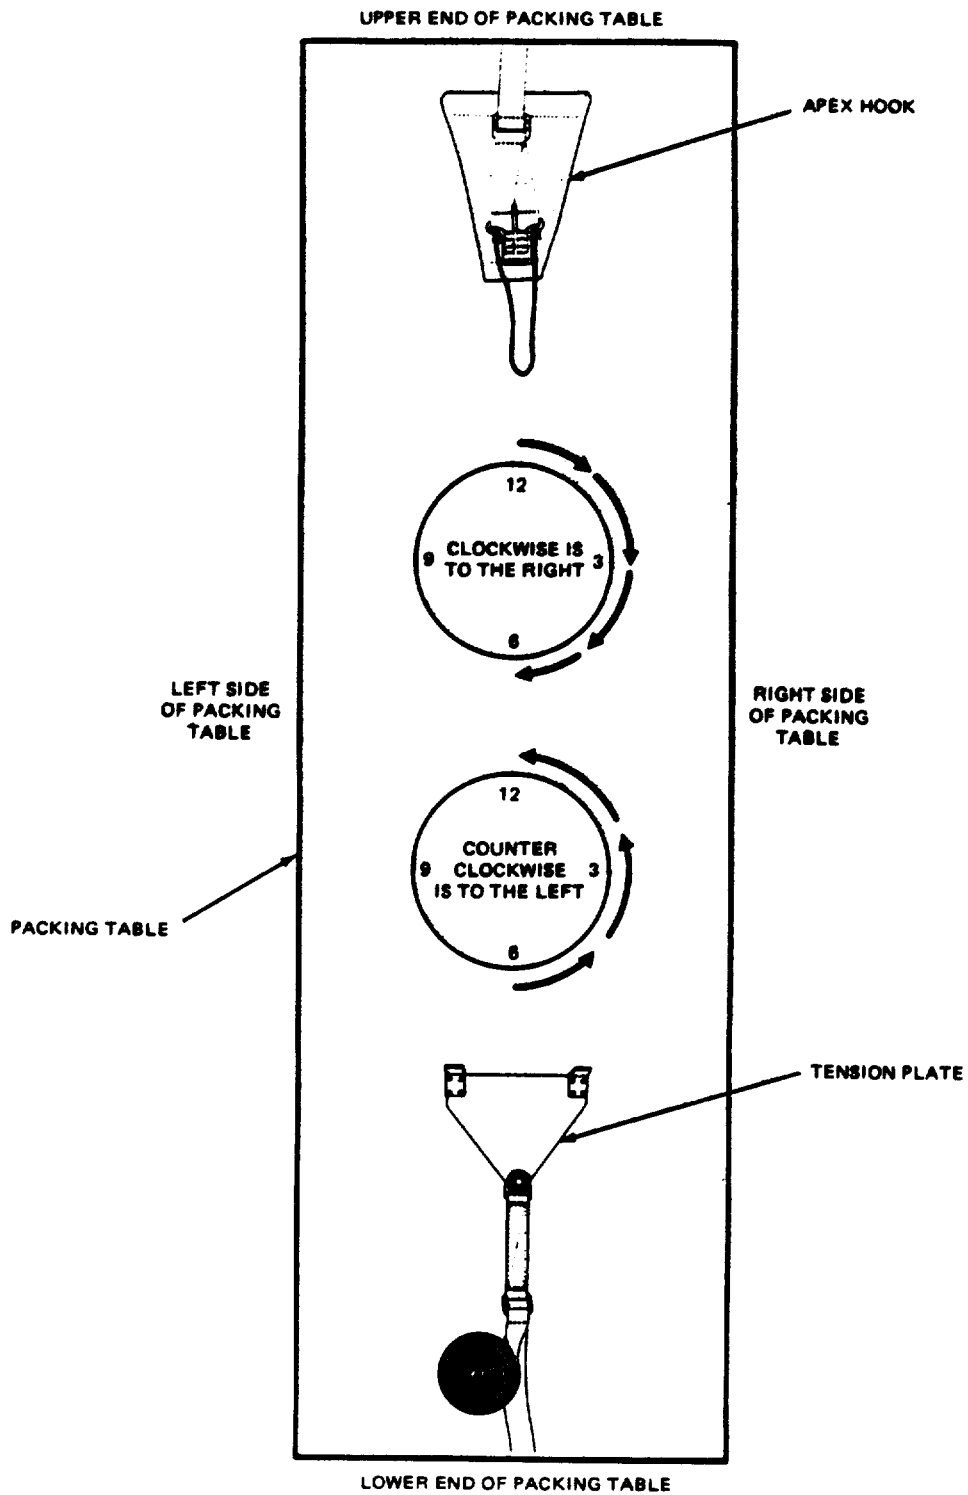 UPPER END OF PACKING TABLE
APEX HOOK
12
9
CLOCKWISE IS
TO THE RIGHT
3
6
LEFT SIDE
OF PACKING
TABLE
RIGHT SIDE
OF PACKING
TABLE
12
9
COUNTER
CLOCKWISE
IS TO THE LEFT
3
6
PACKING TABLE
TENSION PLATE
LOWER END OF PACKING TABLE